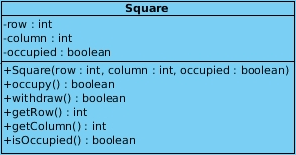 Square
-row : int
-column : int
-occupied : boolean
+Square(row : int, column : int, occupied : boolean)
+occupy() : boolean
+withdraw() : boolean
+getRow() : int
+getColumn() : int
+isOccupied() : boolean